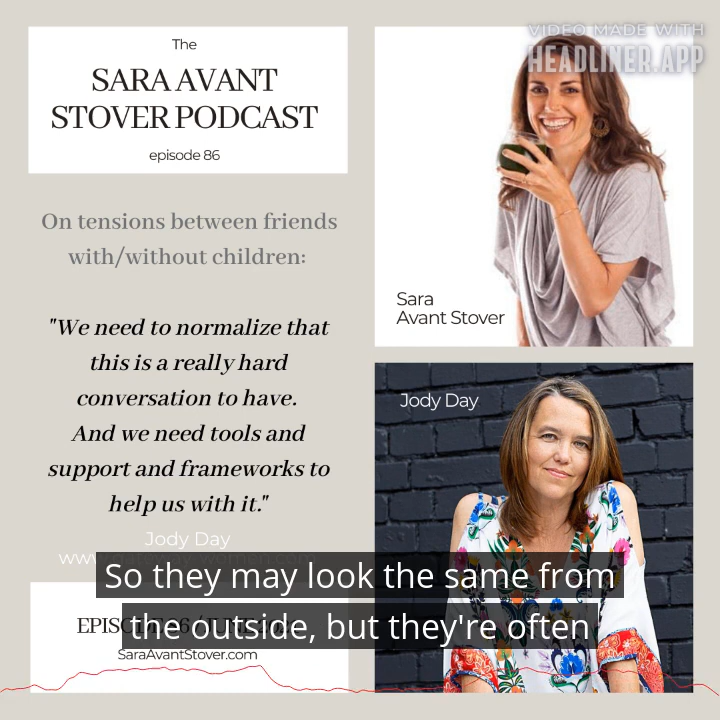 The
SARA AVANT
STOVER PODCAST
episode 86
VIDEO MADE WITH
HEADLINER.APP
On tensions between friends
with/without children:
"We need to normalize that
this is a really hard
conversation to have.
And we need tools and
support and frameworks to
help us with it."
Jody Day
Sara
Avant Stover
Jody Day
So they may look the same from
the outside, but they're often
SaraAvantStover.com